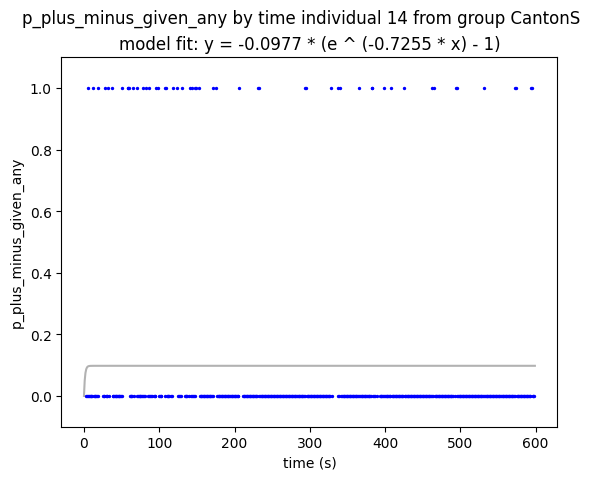 p_plus_minus_given_any by time individual 14 from group CantonS
model fit: y = -0.0977 * (e ^ (-0.7255 * x) - 1)
p_plus_minus_given_any
1.0
0.8
0.6
0.4
0.2
0.0
0 100 200 300 400 500 600
time (s)